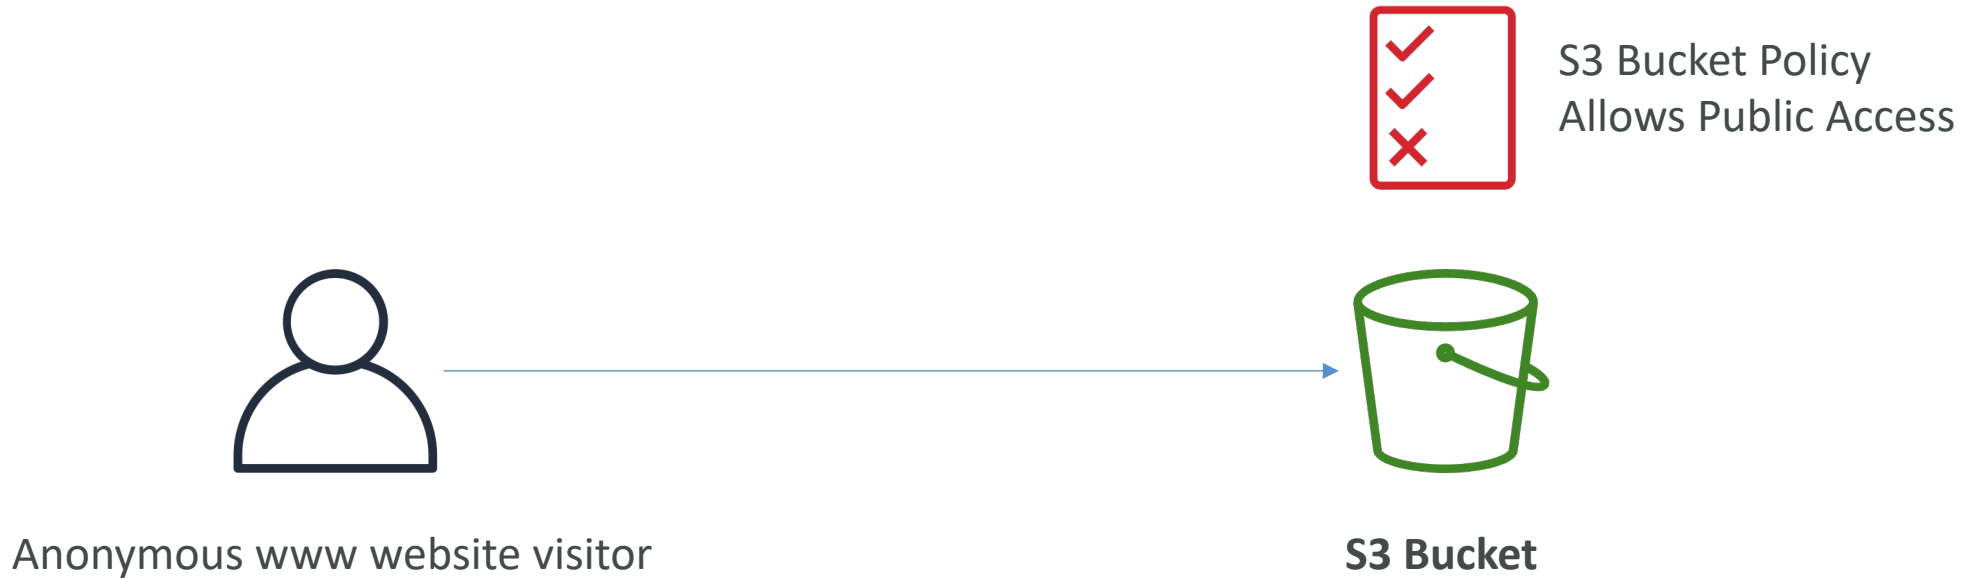 S3 Bucket Policy
Allows Public Access
Anonymous www website visitor
S3 Bucket